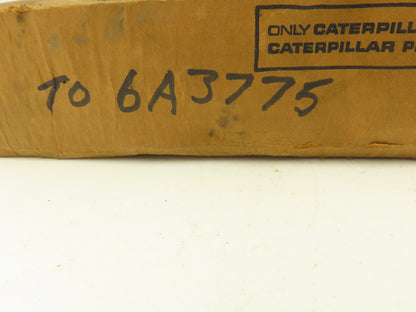 ONLY CATERPILL
CATERPILLAR P
TO 6A3775